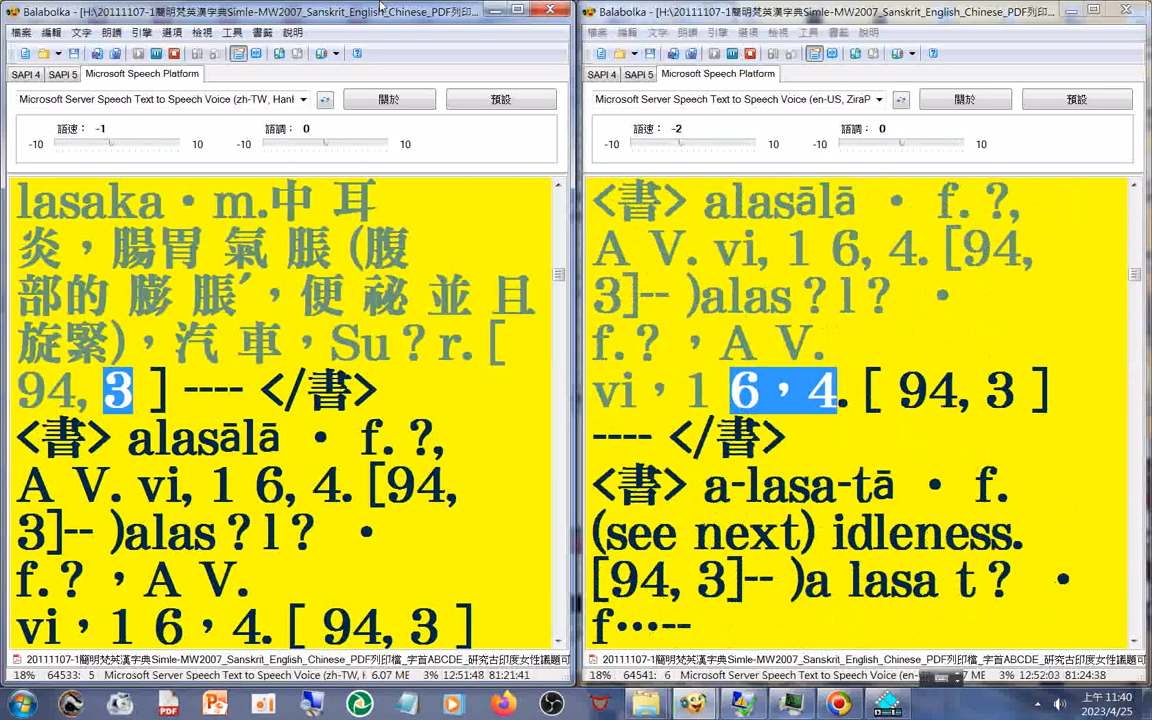 Balabolka - [H:\20111107-1簡明梵英漢字典Simle-MW2007_Sanskrit_English_Chinese_PDF列印...
檔案 編輯 文字 朗讀 引擎 選項 檢視 工具 書籤 說明
SAPI 4 SAPI 5 Microsoft Speech Platform
Microsoft Server Speech Text to Speech Voice (zh-TW, HanH
關於 預設
語速： -1 語調： 0
-10 10 -10 10
lasaka • m.中 耳
炎，腸胃 氣 脹 (腹
部的 膨 脹ˊ，便 祕 並 且
旋緊)，汽 車，Su？r. [
94, 3 ] ---- </書>
<書> alasālā • f. ?,
A V. vi, 1 6, 4. [94,
3]-- )alas？l？ •
f.？，A V.
vi，1 6，4. [ 94, 3 ]
20111107-1簡明梵英漢字典Simle-MW2007_Sanskrit_English_Chinese_PDF列印檔_字首ABCDE_研究古印度女性議題可
18% 64533: 5 Microsoft Server Speech Text to Speech Voice (zh-TW, H 6.07 ME 3% 12:51:48 81:21:41
Balabolka - [H:\20111107-1簡明梵英漢字典Simle-MW2007_Sanskrit_English_Chinese_PDF列印...
檔案 編輯 文字 朗讀 引擎 選項 檢視 工具 書籤 說明
SAPI 4 SAPI 5 Microsoft Speech Platform
Microsoft Server Speech Text to Speech Voice (en-US, ZiraP
關於 預設
語速： -2 語調： 0
-10 10 -10 10
<書> alasālā • f. ?,
A V. vi, 1 6, 4. [94,
3]-- )alas？l？ •
f.？，A V.
vi，1 6，4. [ 94, 3 ]
---- </書>
<書> a-lasa-tā • f.
(see next) idleness.
[94, 3]-- )a lasa t？ •
f…--
20111107-1簡明梵英漢字典Simle-MW2007_Sanskrit_English_Chinese_PDF列印檔_字首ABCDE_研究古印度女性議題可
18% 64541: 6 Microsoft Server Speech Text to Speech Voice (en-US, 3% 12:52:03 81:24:38
上午 11:40
2023/4/25